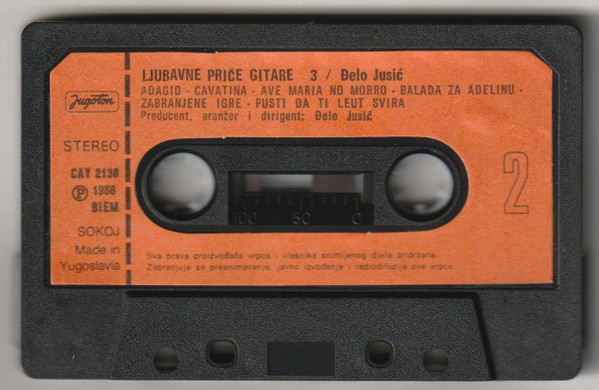 LJUBAVNE PRIČE GITARE 3 / Đelo Jusić
ADAGIO - CAVATINA - AVE MARIA NO MORRO - BALADA ZA ADELINU -
ZABRANJENE IGRE - PUSTI DA TI LEUT SVIRA
Producent, aranžer i dirigent: Đelo Jusić
Jugoton
STEREO
CAY 2138
Ⓟ 1988
BIEM
SOKOJ
Made in
Yugoslavia
2
100 50 0
Sva prava proizvođača vrpce i vlasnika snimljenog djela pridržana.
Zabranjuje se presnimavanje, javno izvođenje i radiodifuzija ove vrpce.